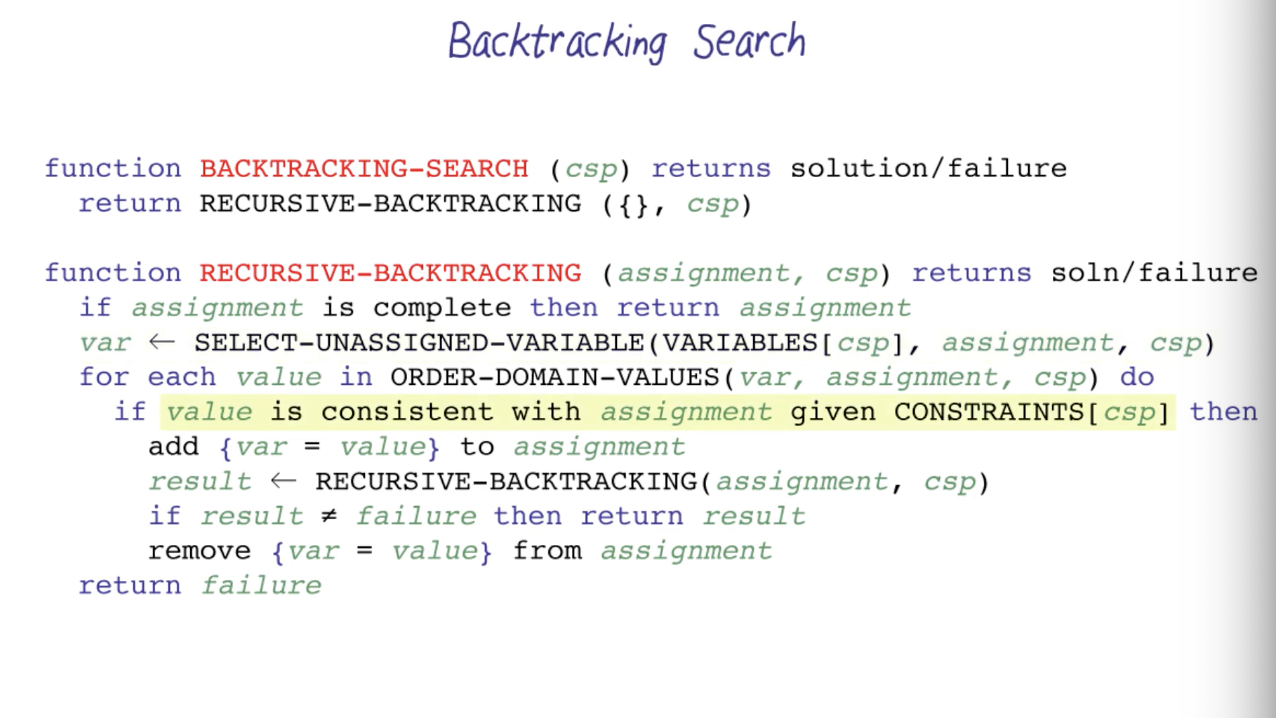 Backtracking Search
function BACKTRACKING-SEARCH (csp) returns solution/failure
return RECURSIVE-BACKTRACKING ({}, csp)
function RECURSIVE-BACKTRACKING (assignment, csp) returns soln/failure
if assignment is complete then return assignment
var ← SELECT-UNASSIGNED-VARIABLE(VARIABLES[csp], assignment, csp)
for each value in ORDER-DOMAIN-VALUES(var, assignment, csp) do
if value is consistent with assignment given CONSTRAINTS[csp] then
add {var = value} to assignment
result ← RECURSIVE-BACKTRACKING(assignment, csp)
if result ≠ failure then return result
remove {var = value} from assignment
return failure